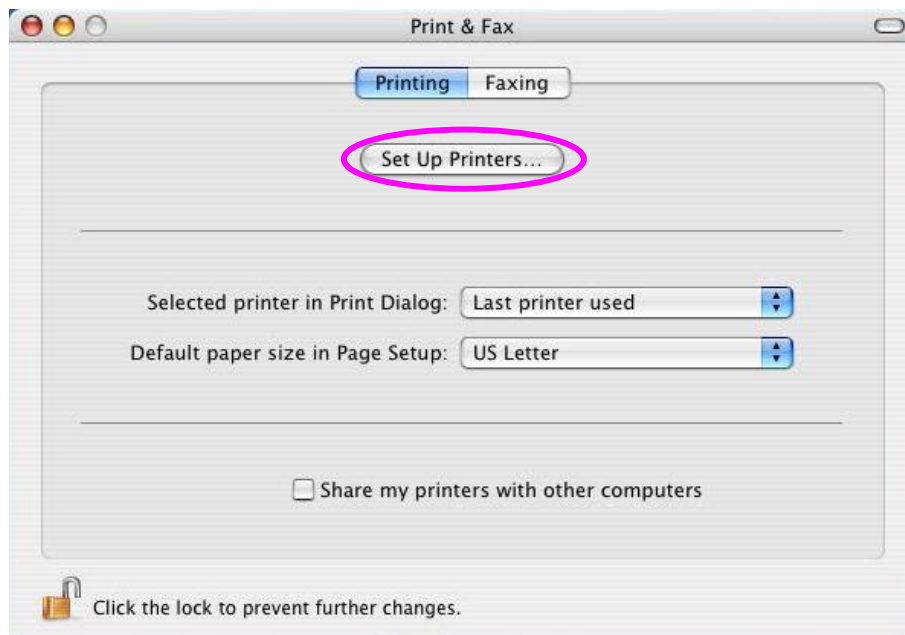 Print & Fax
Printing Faxing
Set Up Printers...
Selected printer in Print Dialog: Last printer used
Default paper size in Page Setup: US Letter
Share my printers with other computers
Click the lock to prevent further changes.